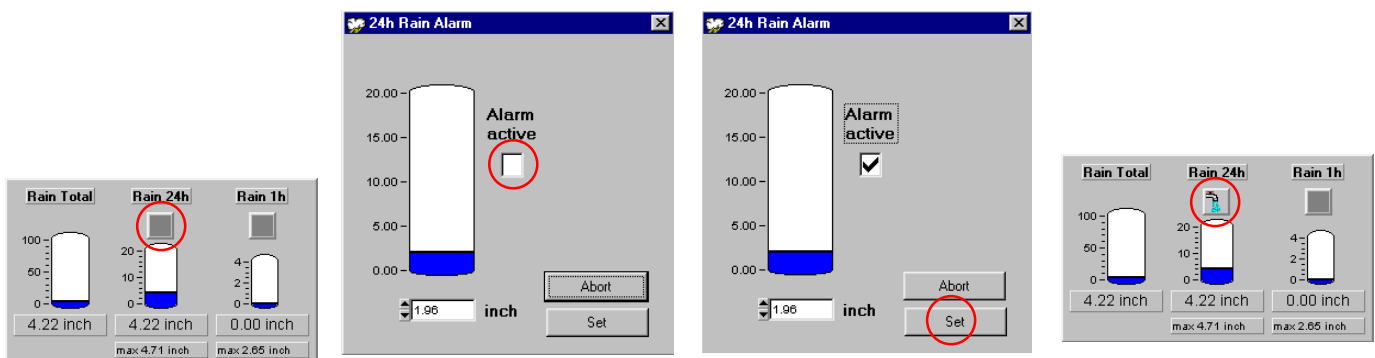 Rain Total Rain 24h Rain 1h
100
50
0
20
10
0
4
2
0
4.22 inch 4.22 inch 0.00 inch
max 4.71 inch max 2.65 inch
24h Rain Alarm
20.00
15.00
10.00
5.00
0.00
Alarm
active
1.96 inch
Abort
Set
24h Rain Alarm
20.00
15.00
10.00
5.00
0.00
Alarm
active
1.96 inch
Abort
Set
Rain Total Rain 24h Rain 1h
100
50
0
20
10
0
4
2
0
4.22 inch 4.22 inch 0.00 inch
max 4.71 inch max 2.65 inch